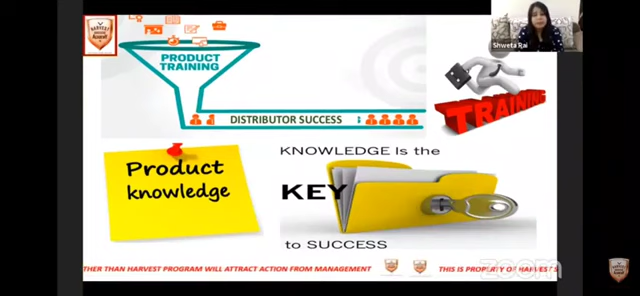 HARVEST
PRODUCT
TRAINING
DISTRIBUTOR SUCCESS :
Shweta Rai
TRAINING
Product
knowledge
KNOWLEDGE Is the
KEY
to SUCCESS
THER THAN HARVEST PROGRAM WILL ATTRACT ACTION FROM MANAGEMENT
THIS IS PROPERTY OF HARVEST S
zoom